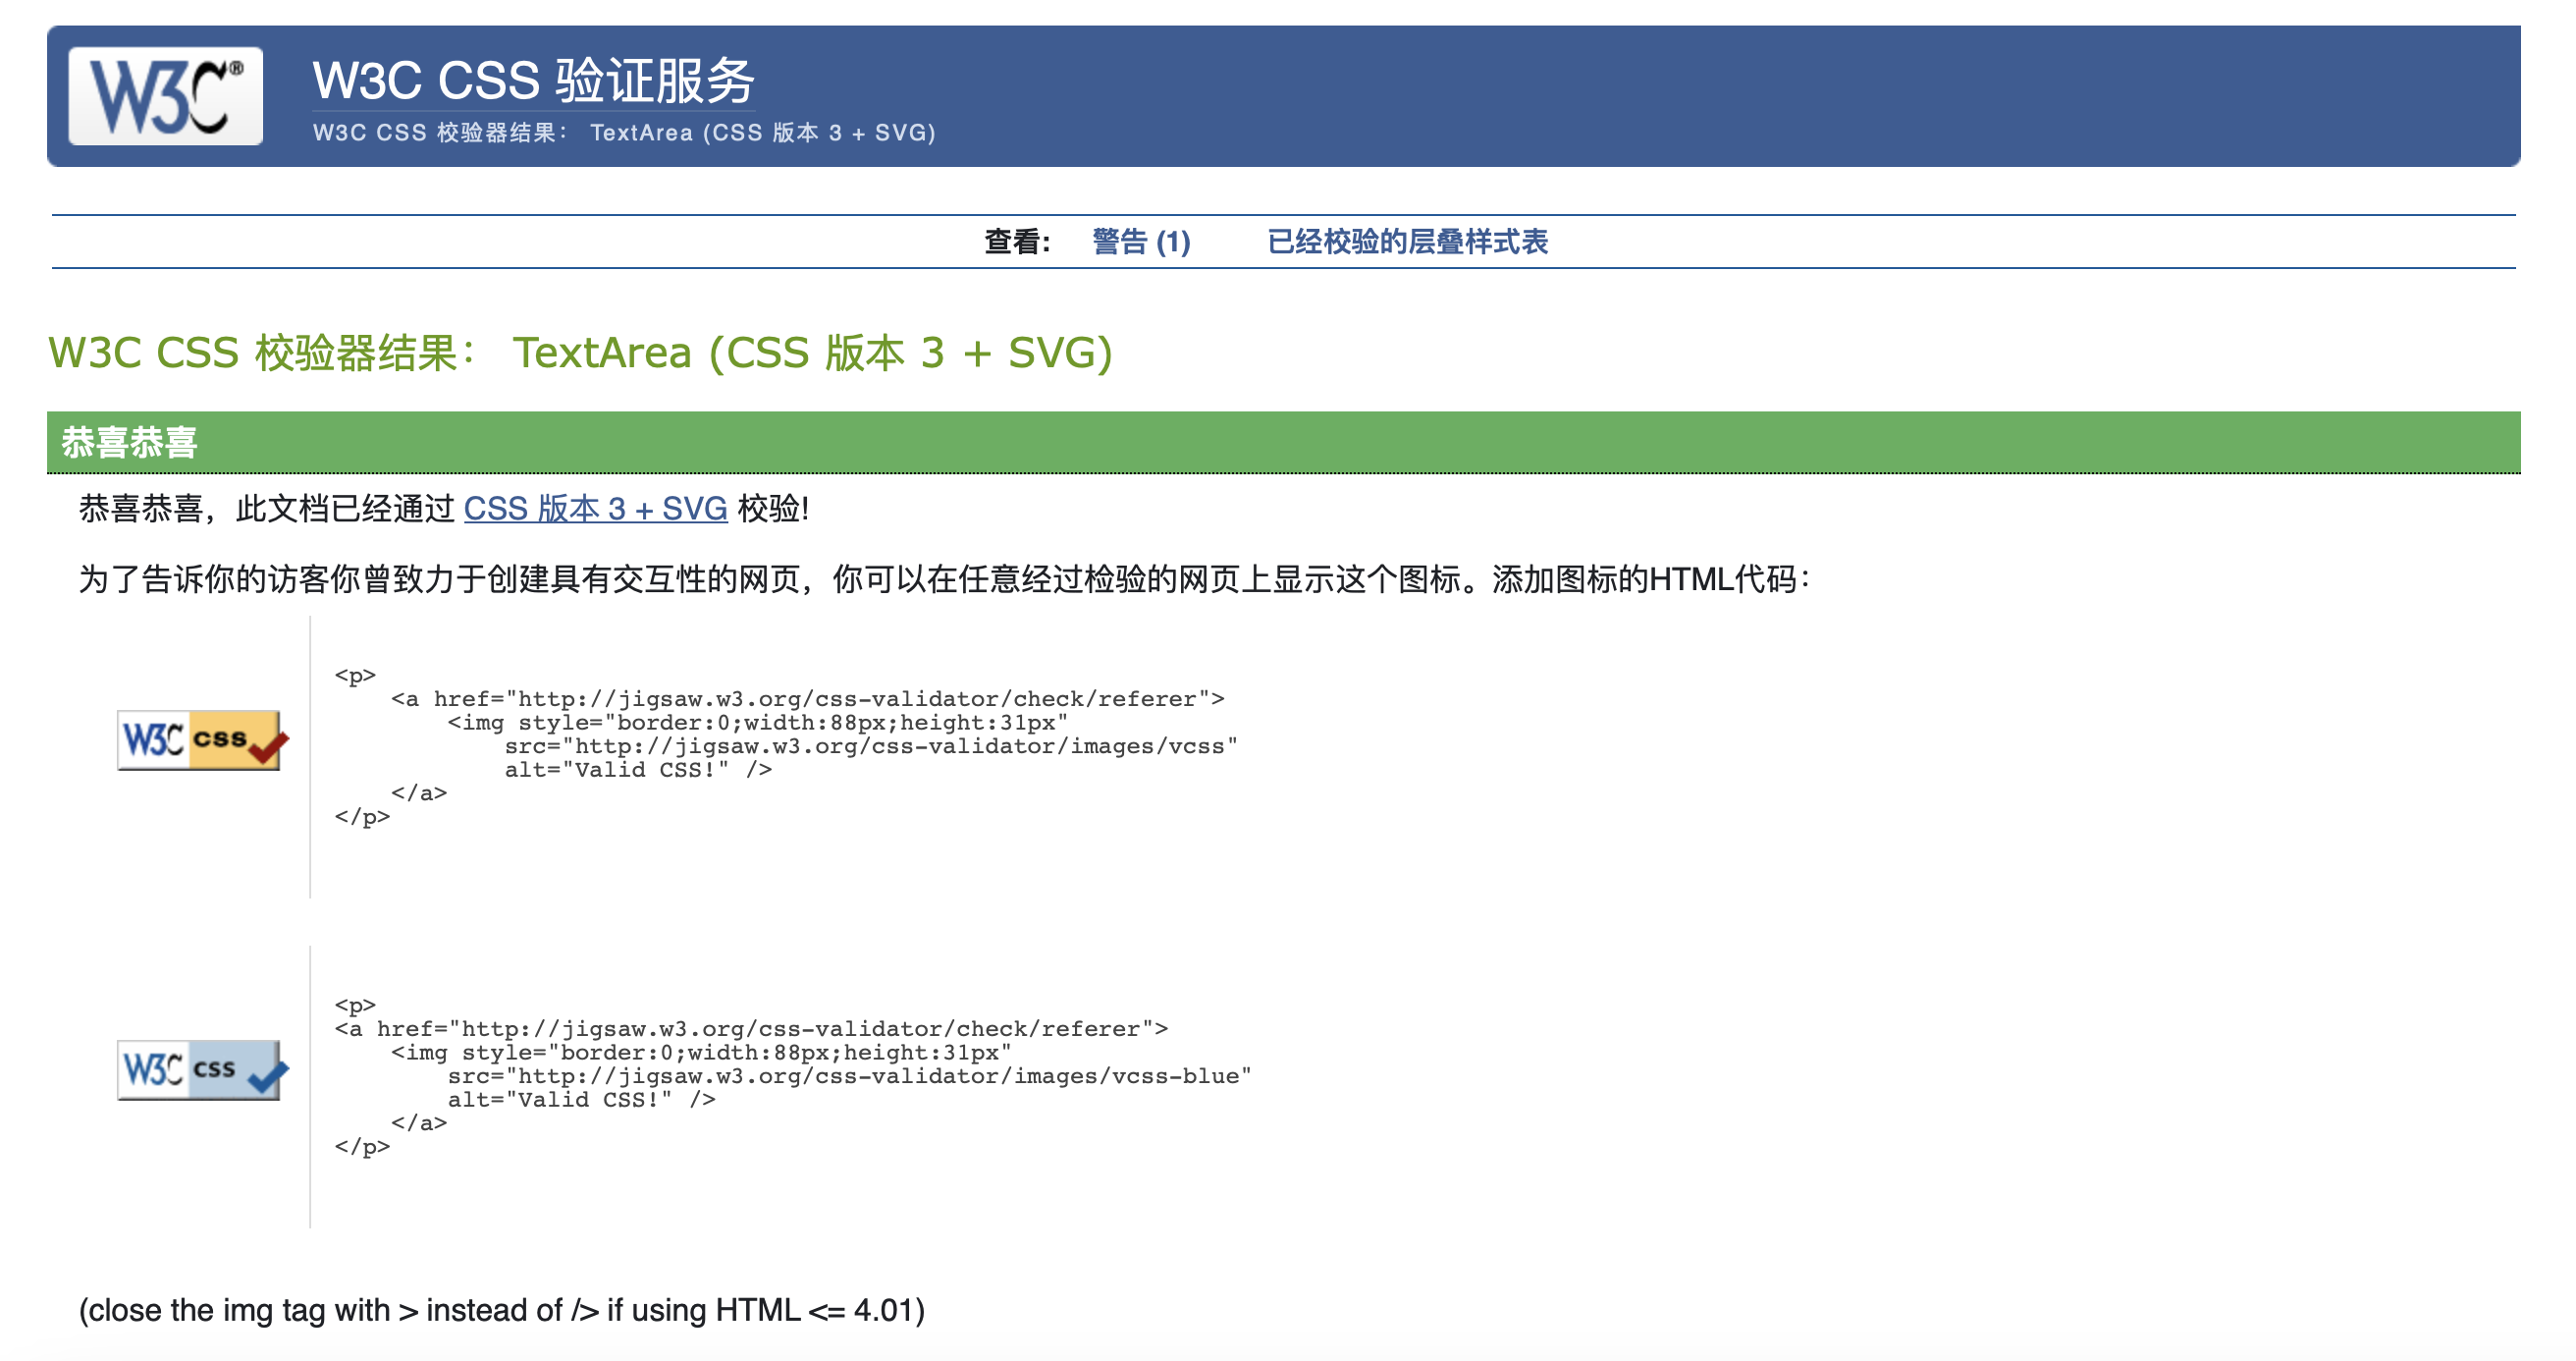 W3C®
W3C CSS 验证服务
W3C CSS 校验器结果： TextArea (CSS 版本 3 + SVG)
查看: 警告 (1) 已经校验的层叠样式表
W3C CSS 校验器结果： TextArea (CSS 版本 3 + SVG)
恭喜恭喜
恭喜恭喜，此文档已经通过 CSS 版本 3 + SVG 校验!
为了告诉你的访客你曾致力于创建具有交互性的网页，你可以在任意经过检验的网页上显示这个图标。添加图标的HTML代码：
W3C css
<p>
<a href="http://jigsaw.w3.org/css-validator/check/referer">
<img style="border:0;width:88px;height:31px"
src="http://jigsaw.w3.org/css-validator/images/vcss"
alt="Valid CSS!" />
</a>
</p>
W3C css
<p>
<a href="http://jigsaw.w3.org/css-validator/check/referer">
<img style="border:0;width:88px;height:31px"
src="http://jigsaw.w3.org/css-validator/images/vcss-blue"
alt="Valid CSS!" />
</a>
</p>
(close the img tag with > instead of /> if using HTML <= 4.01)